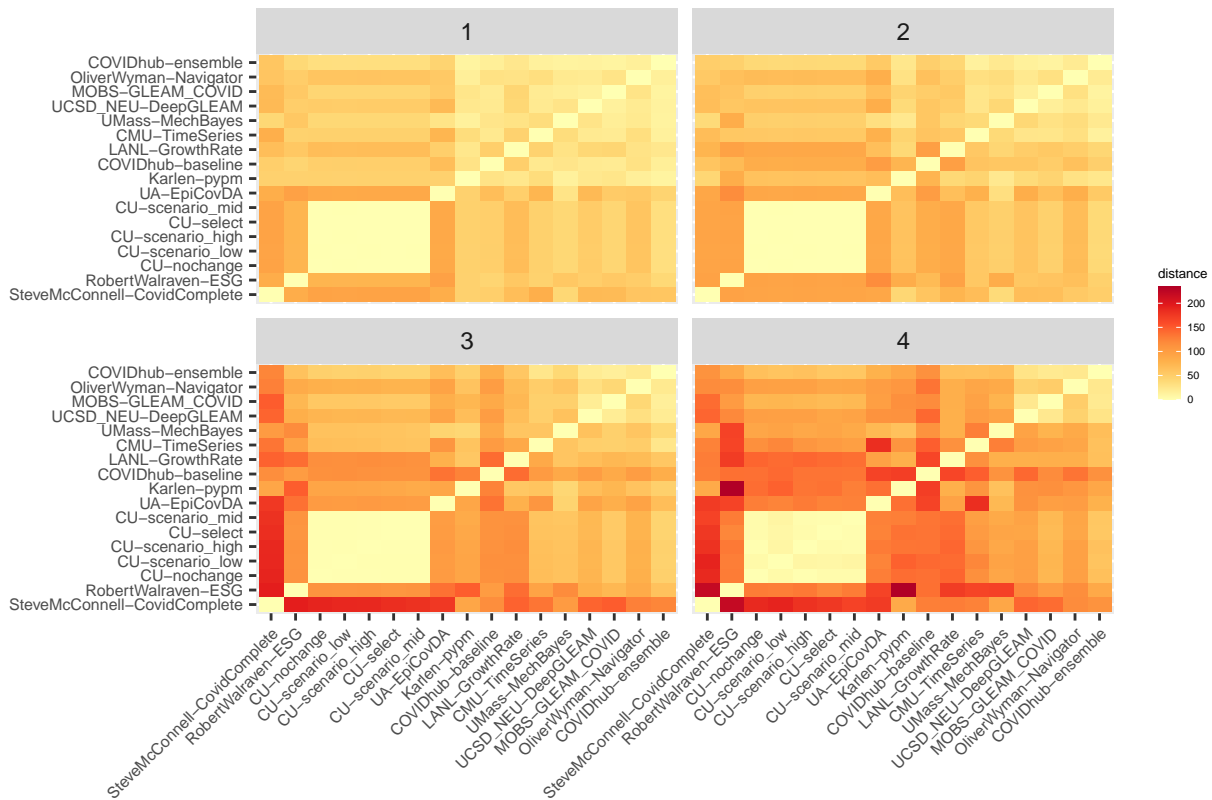 1
2
COVIDhub−ensemble
OliverWyman−Navigator
MOBS−GLEAM_COVID
UCSD_NEU−DeepGLEAM
UMass−MechBayes
CMU−TimeSeries
LANL−GrowthRate
COVIDhub−baseline
Karlen−pypm
UA−EpiCovDA
CU−scenario_mid
CU−select
CU−scenario_high
CU−scenario_low
CU−nochange
RobertWalraven−ESG
SteveMcConnell−CovidComplete
3
4
COVIDhub−ensemble
OliverWyman−Navigator
MOBS−GLEAM_COVID
UCSD_NEU−DeepGLEAM
UMass−MechBayes
CMU−TimeSeries
LANL−GrowthRate
COVIDhub−baseline
Karlen−pypm
UA−EpiCovDA
CU−scenario_mid
CU−select
CU−scenario_high
CU−scenario_low
CU−nochange
RobertWalraven−ESG
SteveMcConnell−CovidComplete
SteveMcConnell−CovidComplete
RobertWalraven−ESG
CU−nochange
CU−scenario_low
CU−scenario_high
CU−select
CU−scenario_mid
UA−EpiCovDA
Karlen−pypm
COVIDhub−baseline
LANL−GrowthRate
CMU−TimeSeries
UMass−MechBayes
UCSD_NEU−DeepGLEAM
MOBS−GLEAM_COVID
OliverWyman−Navigator
COVIDhub−ensemble
SteveMcConnell−CovidComplete
RobertWalraven−ESG
CU−nochange
CU−scenario_low
CU−scenario_high
CU−select
CU−scenario_mid
UA−EpiCovDA
Karlen−pypm
COVIDhub−baseline
LANL−GrowthRate
CMU−TimeSeries
UMass−MechBayes
UCSD_NEU−DeepGLEAM
MOBS−GLEAM_COVID
OliverWyman−Navigator
COVIDhub−ensemble
distance
200
150
100
50
0